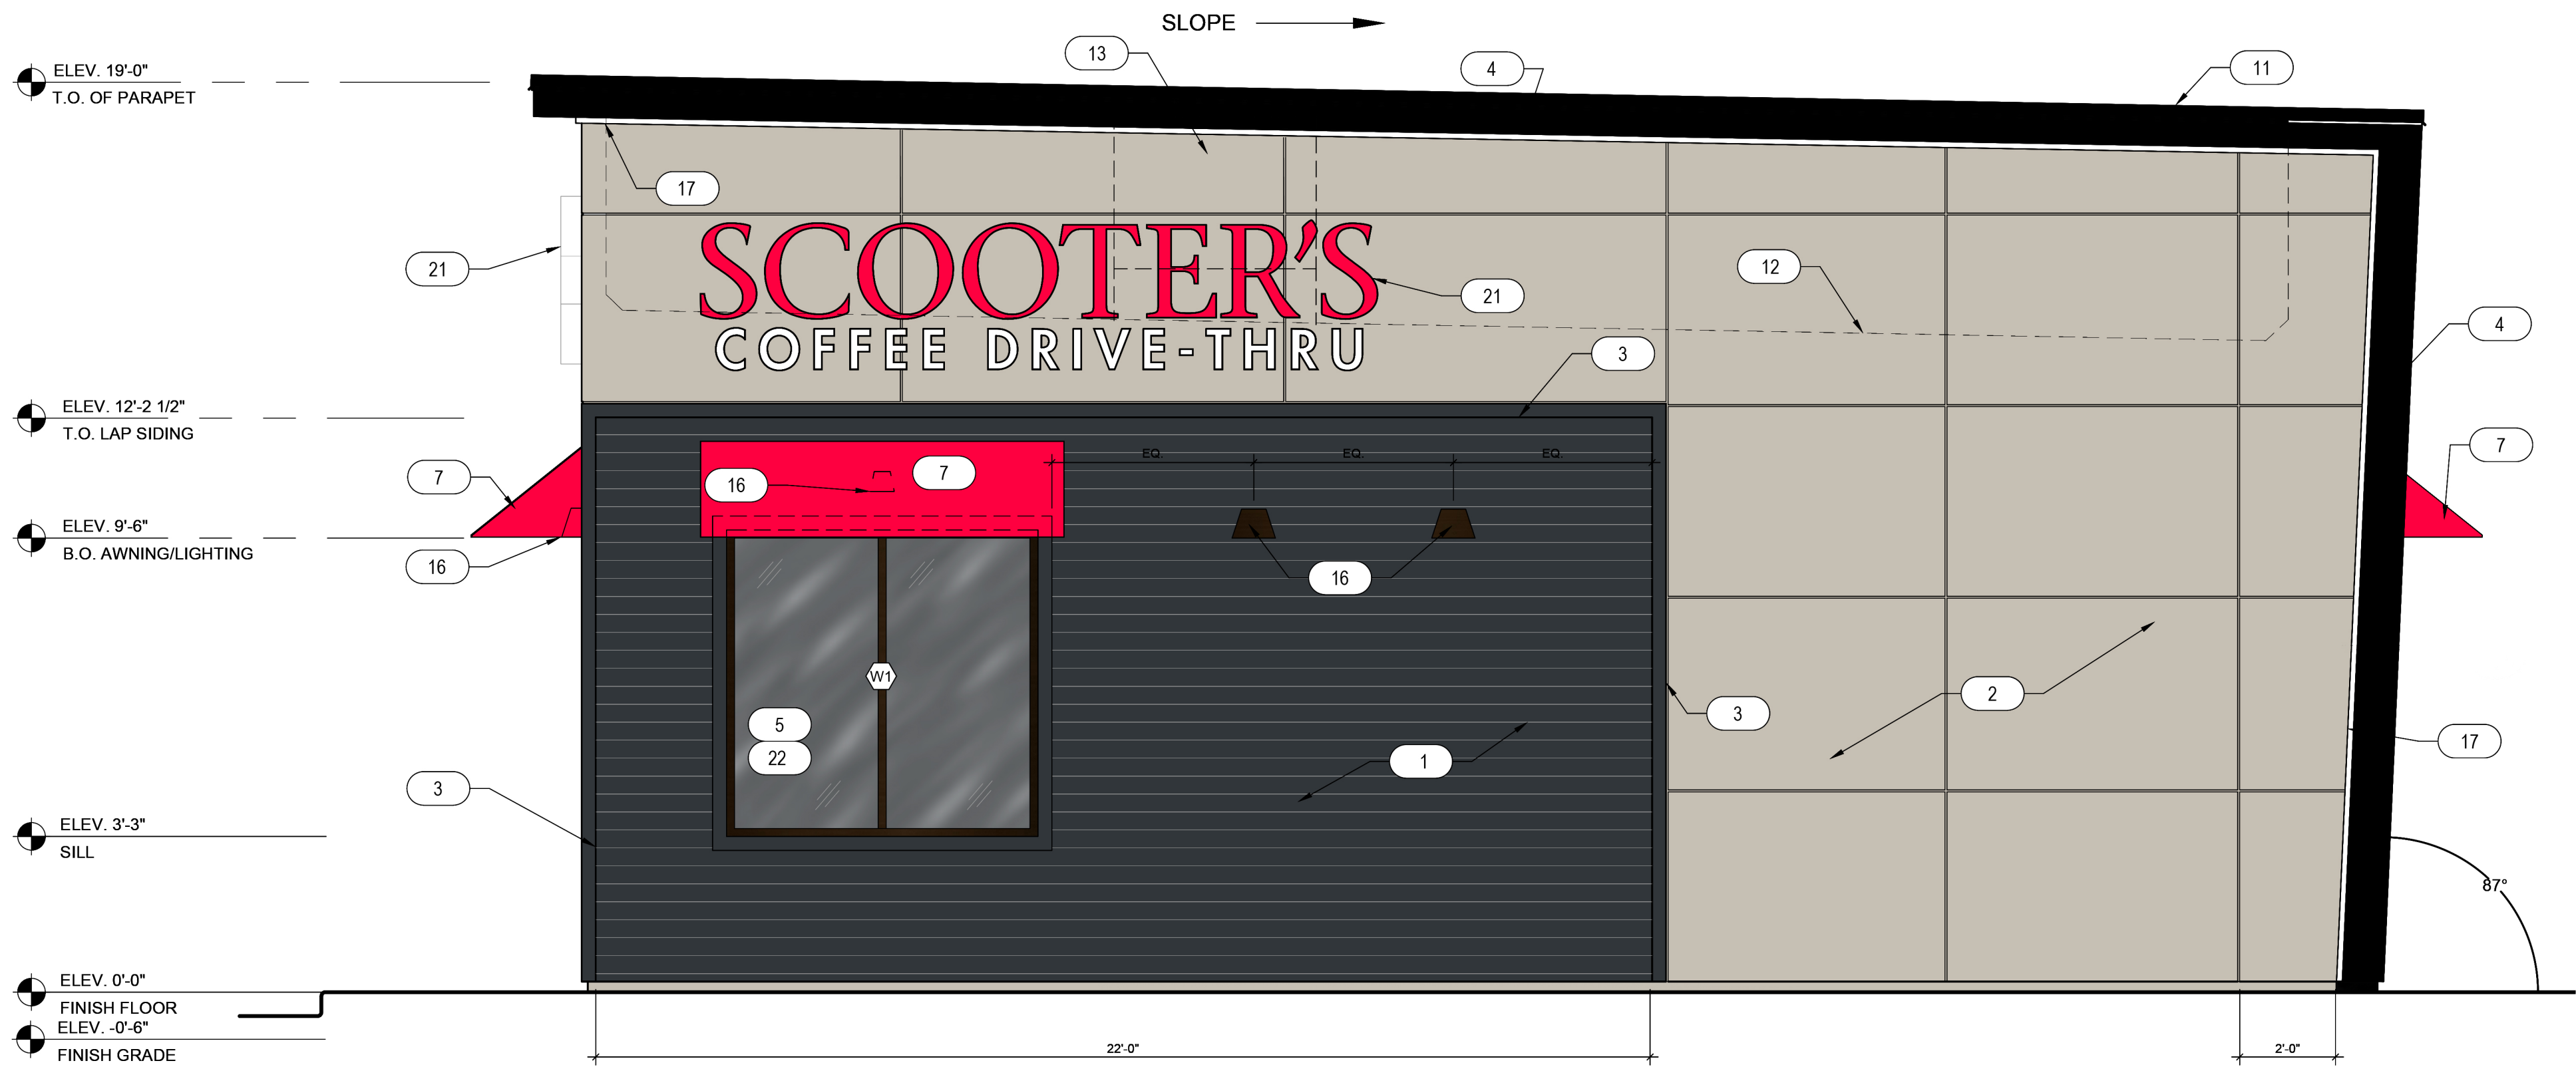 SLOPE
13
4
11
ELEV. 19'-0"
T.O. OF PARAPET
17
21
SCOOTER'S
COFFEE DRIVE-THRU
21
12
4
3
ELEV. 12'-2 1/2"
T.O. LAP SIDING
7
7
16
7
EQ.
EQ.
EQ.
ELEV. 9'-6"
B.O. AWNING/LIGHTING
16
16
W1
2
3
5
22
1
17
3
ELEV. 3'-3"
SILL
87°
ELEV. 0'-0"
FINISH FLOOR
ELEV. -0'-6"
FINISH GRADE
22'-0"
2'-0"